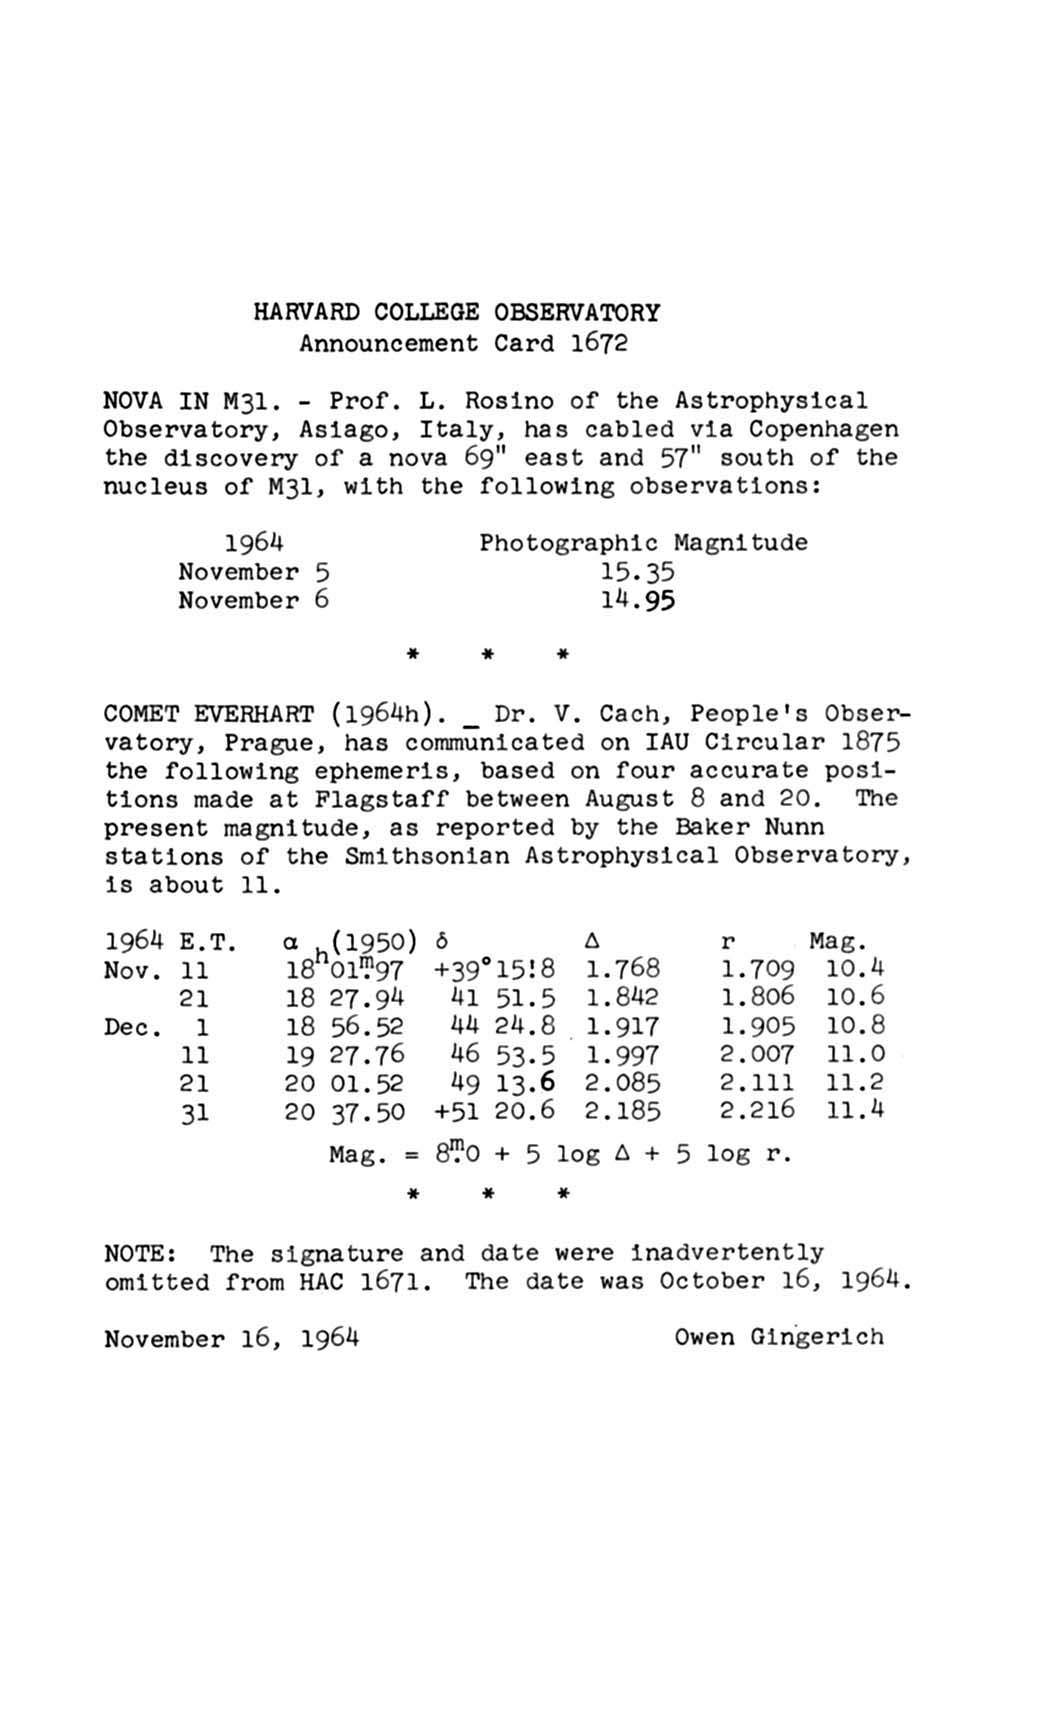 HARVARD COLLEGE OBSERVATORY
Announcement Card 1672
NOVA IN M31. - Prof. L. Rosino of the Astrophysical
Observatory, Asiago, Italy, has cabled via Copenhagen
the discovery of a nova 69" east and 57" south of the
nucleus of M31, with the following observations:
1964 Photographic Magnitude
November 5 15.35
November 6 14.95
* * *
COMET EVERHART (1964h). _ Dr. V. Cach, People's Obser-
vatory, Prague, has communicated on IAU Circular 1875
the following ephemeris, based on four accurate posi-
tions made at Flagstaff between August 8 and 20. The
present magnitude, as reported by the Baker Nunn
stations of the Smithsonian Astrophysical Observatory,
is about 11.
1964 E.T. α (1950) δ Δ r Mag.
Nov. 11 18ʰ01ᵐ.97 +39°15!8 1.768 1.709 10.4
21 18 27.94 41 51.5 1.842 1.806 10.6
Dec. 1 18 56.52 44 24.8 1.917 1.905 10.8
11 19 27.76 46 53.5 1.997 2.007 11.0
21 20 01.52 49 13.6 2.085 2.111 11.2
31 20 37.50 +51 20.6 2.185 2.216 11.4
Mag. = 8ᵐ.0 + 5 log Δ + 5 log r.
* * *
NOTE: The signature and date were inadvertently
omitted from HAC 1671. The date was October 16, 1964.
November 16, 1964 Owen Gingerich